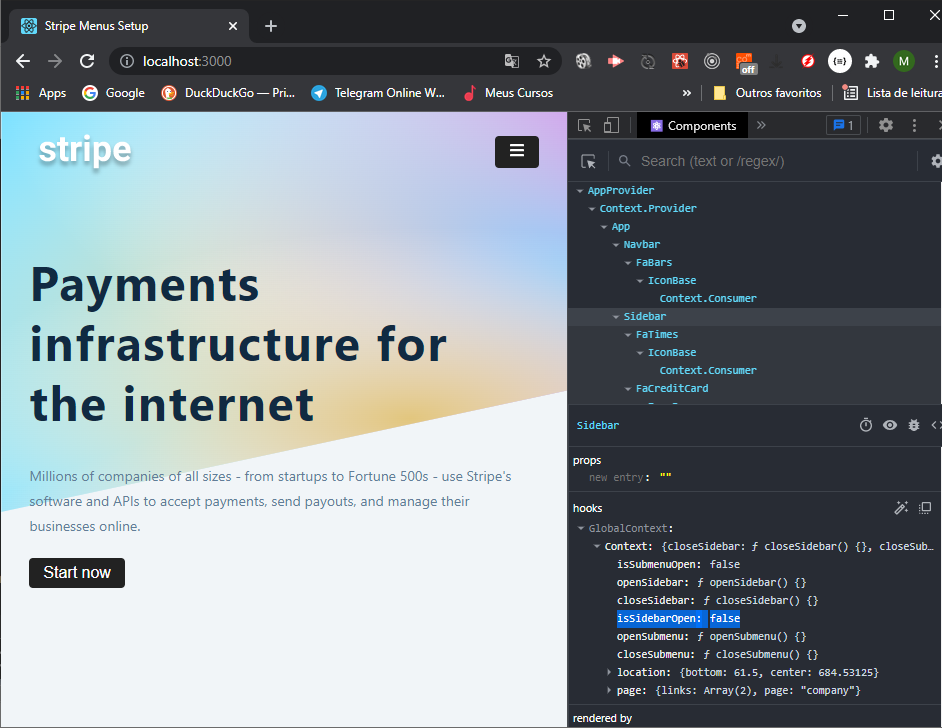 Stripe Menus Setup
localhost:3000
off
M
Apps
Google
DuckDuckGo — Pri...
Telegram Online W...
Meus Cursos
»
Outros favoritos
Lista de leitura
stripe
Payments
infrastructure for
the internet
Millions of companies of all sizes - from startups to Fortune 500s - use Stripe's
software and APIs to accept payments, send payouts, and manage their
businesses online.
Start now
Components
»
1
Search (text or /regex/)
AppProvider
Context.Provider
App
Navbar
FaBars
IconBase
Context.Consumer
Sidebar
FaTimes
IconBase
Context.Consumer
FaCreditCard
Sidebar
props
new entry: ""
hooks
GlobalContext:
Context: {closeSidebar: ƒ closeSidebar() {}, closeSub…
isSubmenuOpen: false
openSidebar: ƒ openSidebar() {}
closeSidebar: ƒ closeSidebar() {}
isSidebarOpen: false
openSubmenu: ƒ openSubmenu() {}
closeSubmenu: ƒ closeSubmenu() {}
location: {bottom: 61.5, center: 684.53125}
page: {links: Array(2), page: "company"}
rendered by